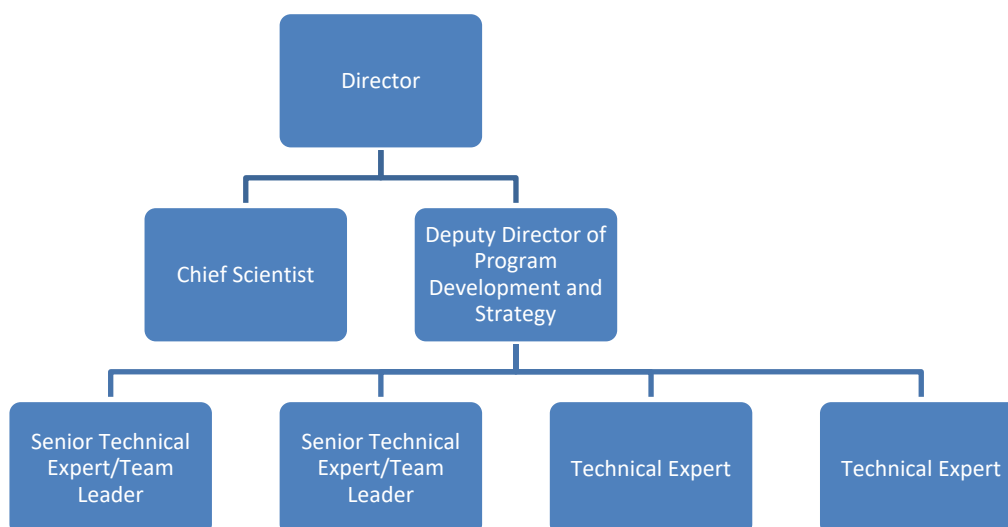 Director
Chief Scientist
Deputy Director of
Program
Development and
Strategy
Senior Technical
Expert/Team
Leader
Senior Technical
Expert/Team
Leader
Technical Expert
Technical Expert